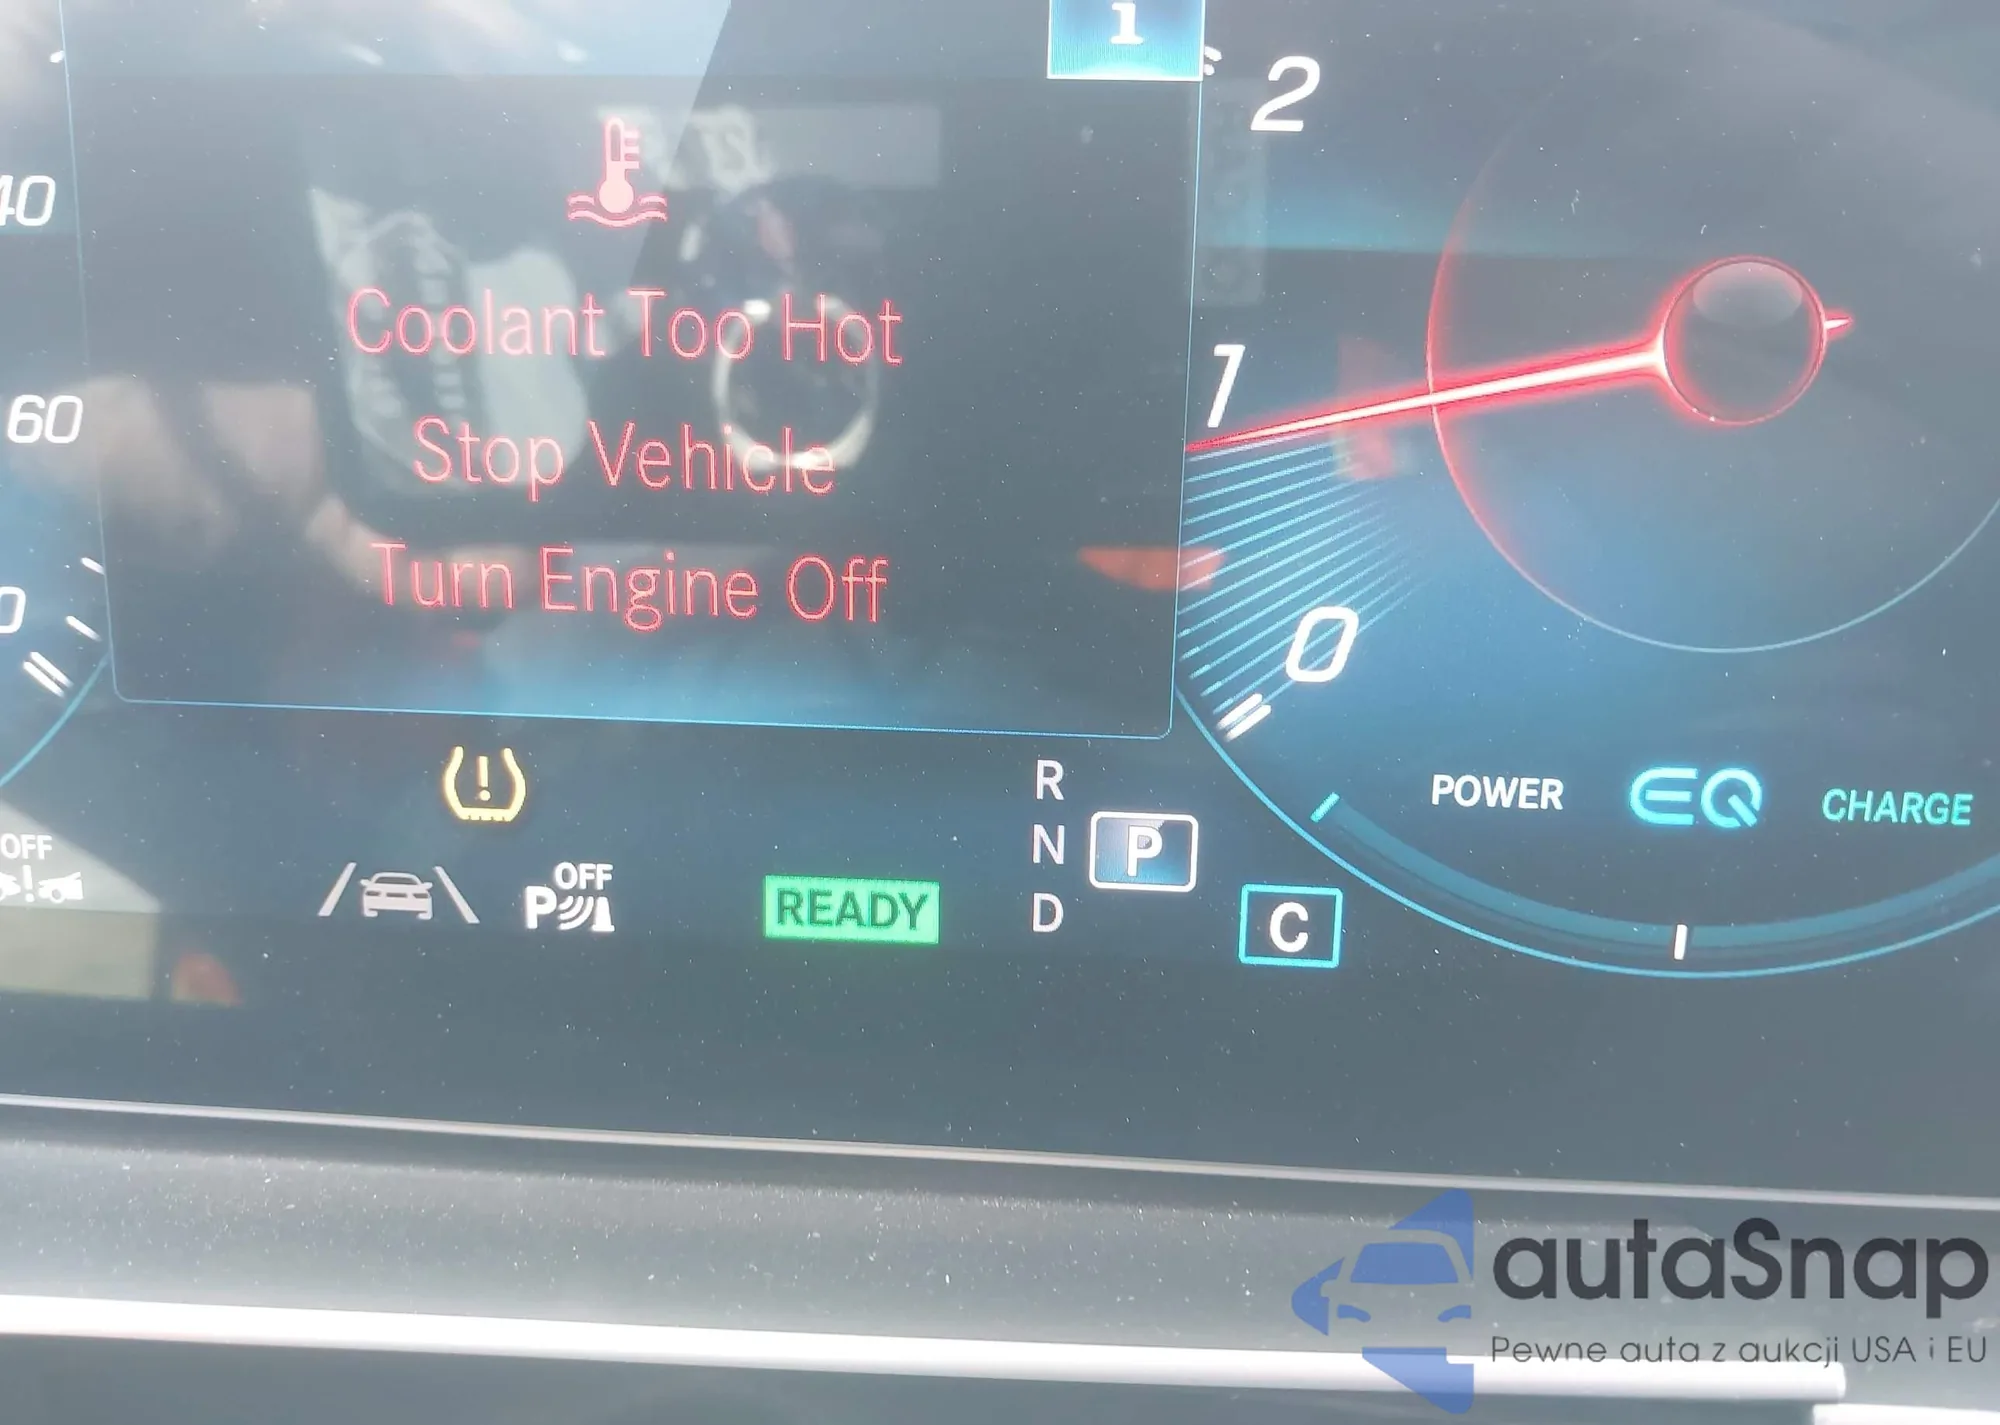 i
2
40
Coolant Too Hot
1
60
Stop Vehicle
Turn Engine Off
0
0
R
POWER EQ CHARGE
OFF
N P
OFF
P
READY
D
C
autaSnap
Pewne auta z aukcji USA i EU